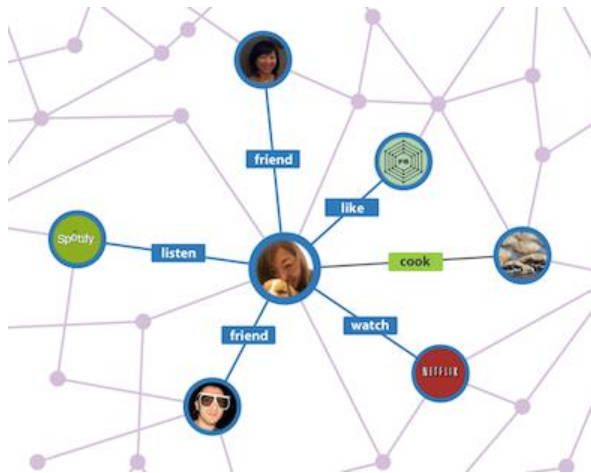 friend
like
Spotify
listen
cook
friend
watch
NETFLIX